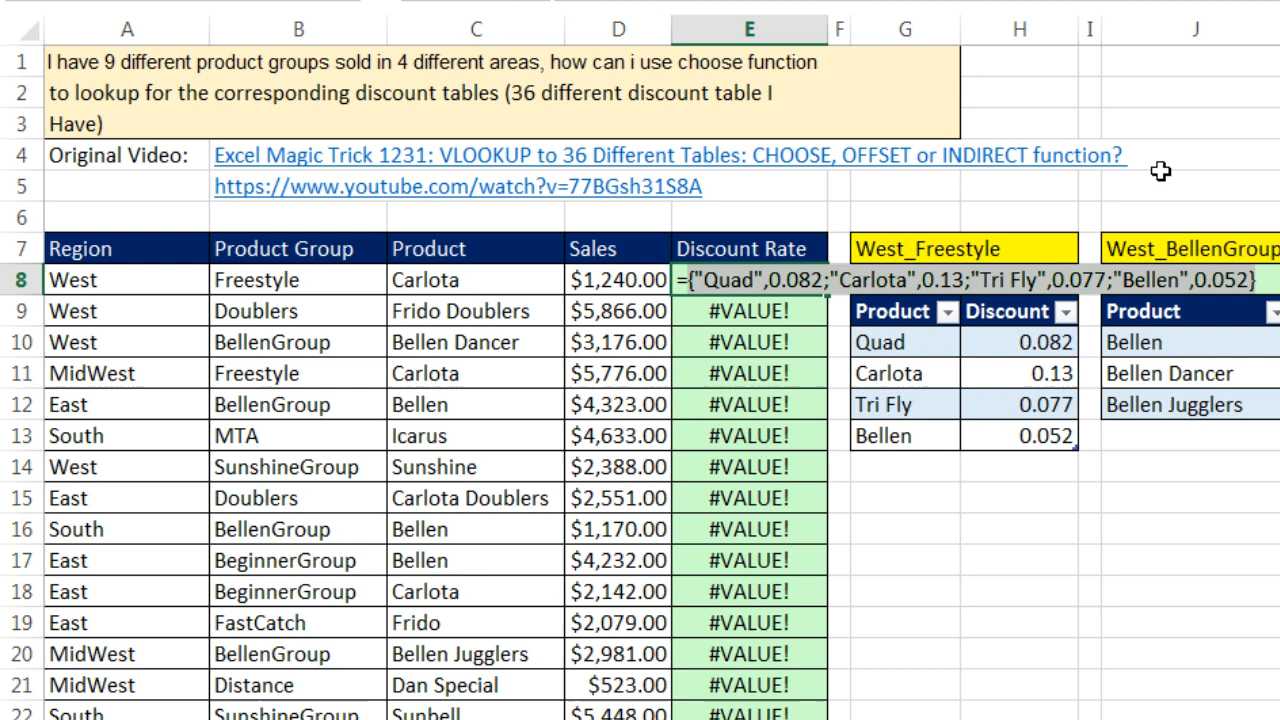 A B C D E F G H I J
1 I have 9 different product groups sold in 4 different areas, how can i use choose function
2 to lookup for the corresponding discount tables (36 different discount table I
3 Have)
4 Original Video: Excel Magic Trick 1231: VLOOKUP to 36 Different Tables: CHOOSE, OFFSET or INDIRECT function?
5 https://www.youtube.com/watch?v=77BGsh31S8A
6
7 Region Product Group Product Sales Discount Rate West_Freestyle West_BellenGroup
8 West Freestyle Carlota $1,240.00 ={"Quad",0.082;"Carlota",0.13;"Tri Fly",0.077;"Bellen",0.052}
9 West Doublers Frido Doublers $5,866.00 #VALUE! Product Discount Product
10 West BellenGroup Bellen Dancer $3,176.00 #VALUE! Quad 0.082 Bellen
11 MidWest Freestyle Carlota $5,776.00 #VALUE! Carlota 0.13 Bellen Dancer
12 East BellenGroup Bellen $4,323.00 #VALUE! Tri Fly 0.077 Bellen Jugglers
13 South MTA Icarus $4,633.00 #VALUE! Bellen 0.052
14 West SunshineGroup Sunshine $2,388.00 #VALUE!
15 East Doublers Carlota Doublers $2,551.00 #VALUE!
16 South BellenGroup Bellen $1,170.00 #VALUE!
17 East BeginnerGroup Bellen $4,232.00 #VALUE!
18 East BeginnerGroup Carlota $2,142.00 #VALUE!
19 East FastCatch Frido $2,079.00 #VALUE!
20 MidWest BellenGroup Bellen Jugglers $2,981.00 #VALUE!
21 MidWest Distance Dan Special $523.00 #VALUE!
22 South SunshineGroup Sunbell $5,448.00 #VALUE!